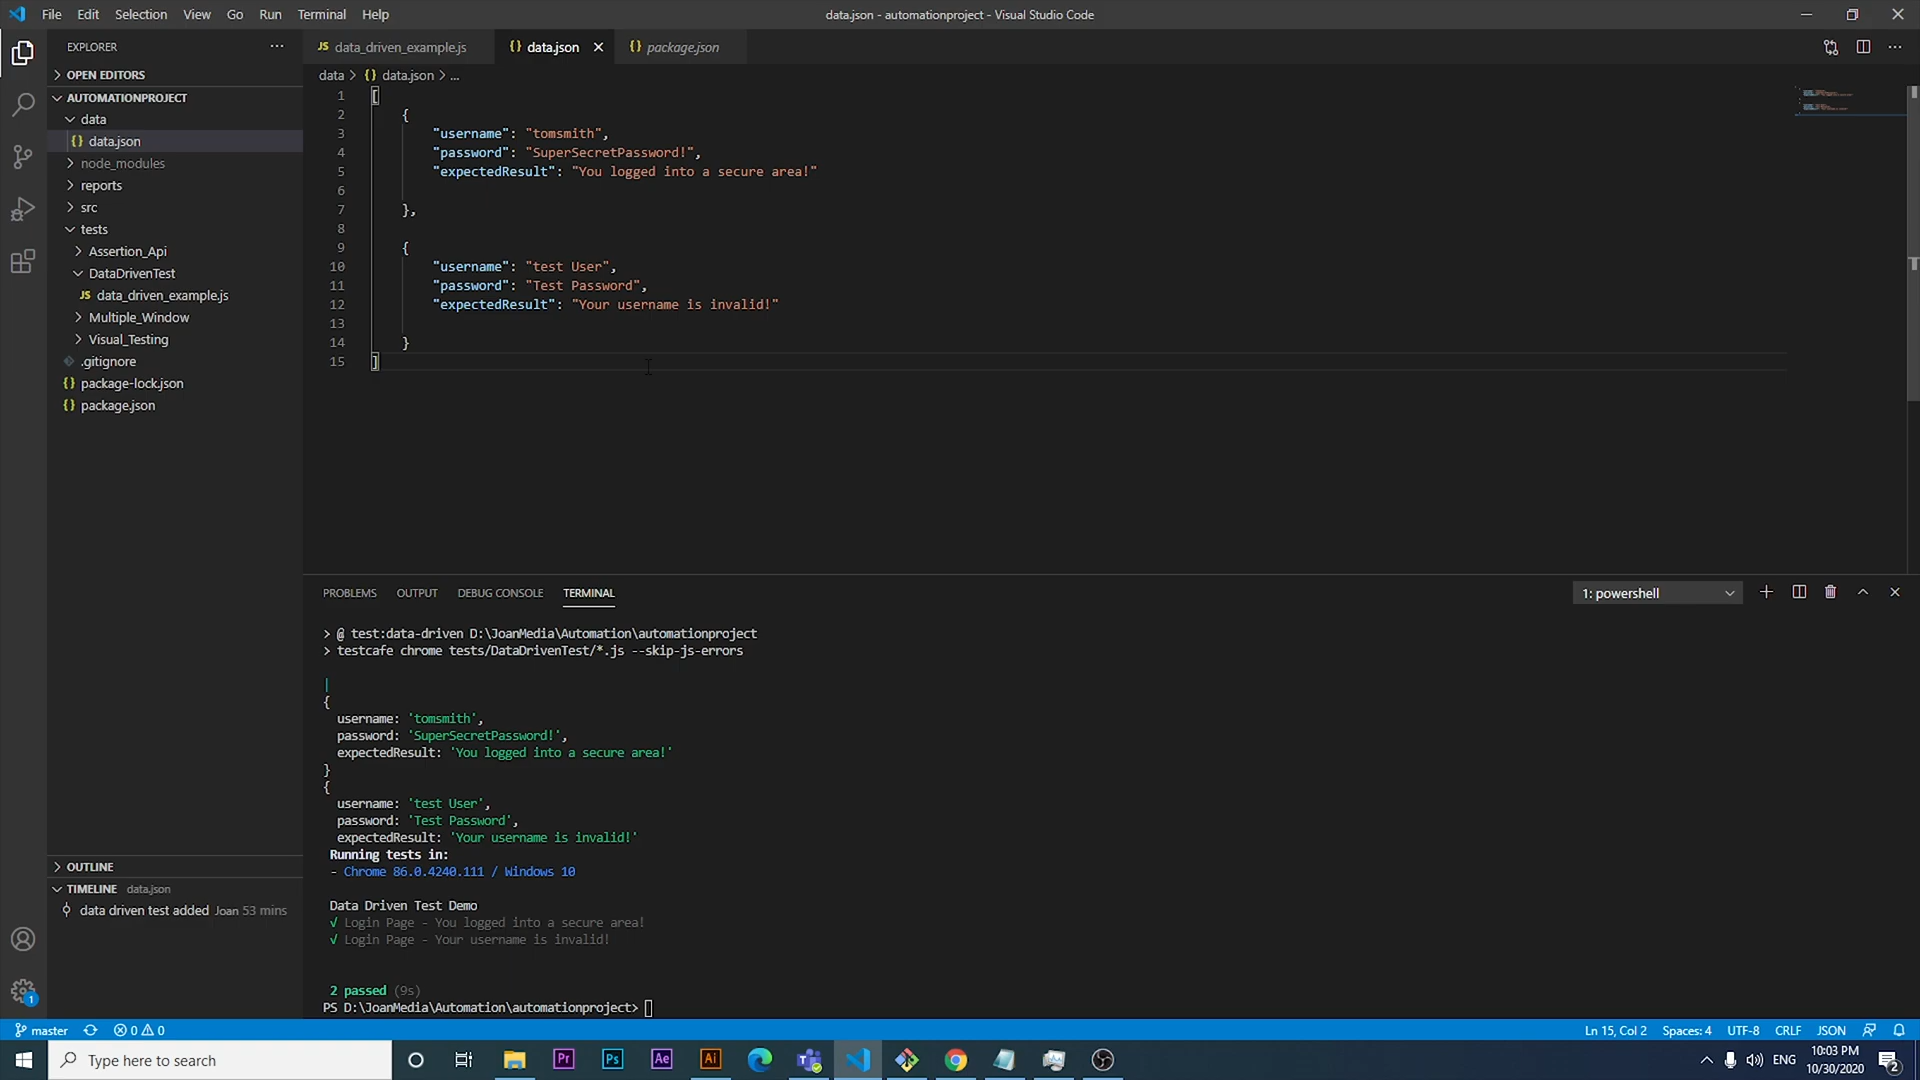 File Edit Selection View Go Run Terminal Help
data.json - automationproject - Visual Studio Code
EXPLORER
OPEN EDITORS
AUTOMATIONPROJECT
data
{} data.json
node_modules
reports
src
tests
Assertion_Api
DataDrivenTest
JS data_driven_example.js
Multiple_Window
Visual_Testing
.gitignore
{} package-lock.json
{} package.json
OUTLINE
TIMELINE data.json
data driven test added Joan 53 mins
JS data_driven_example.js
{} data.json
{} package.json
data > {} data.json > ...
1 [
2 {
3 "username": "tomsmith",
4 "password": "SuperSecretPassword!",
5 "expectedResult": "You logged into a secure area!"
6
7 },
8
9 {
10 "username": "test User",
11 "password": "Test Password",
12 "expectedResult": "Your username is invalid!"
13
14 }
15 ]
PROBLEMS OUTPUT DEBUG CONSOLE TERMINAL
1: powershell
> @ test:data-driven D:\JoanMedia\Automation\automationproject
> testcafe chrome tests/DataDrivenTest/*.js --skip-js-errors
|
{
username: 'tomsmith',
password: 'SuperSecretPassword!',
expectedResult: 'You logged into a secure area!'
}
{
username: 'test User',
password: 'Test Password',
expectedResult: 'Your username is invalid!'
Running tests in:
- Chrome 86.0.4240.111 / Windows 10
Data Driven Test Demo
√ Login Page - You logged into a secure area!
√ Login Page - Your username is invalid!
2 passed (9s)
PS D:\JoanMedia\Automation\automationproject>
1
master
0 0
Ln 15, Col 2 Spaces: 4 UTF-8 CRLF JSON
Type here to search
Pr
Ps
Ae
Ai
ENG
10:03 PM
10/30/2020
2